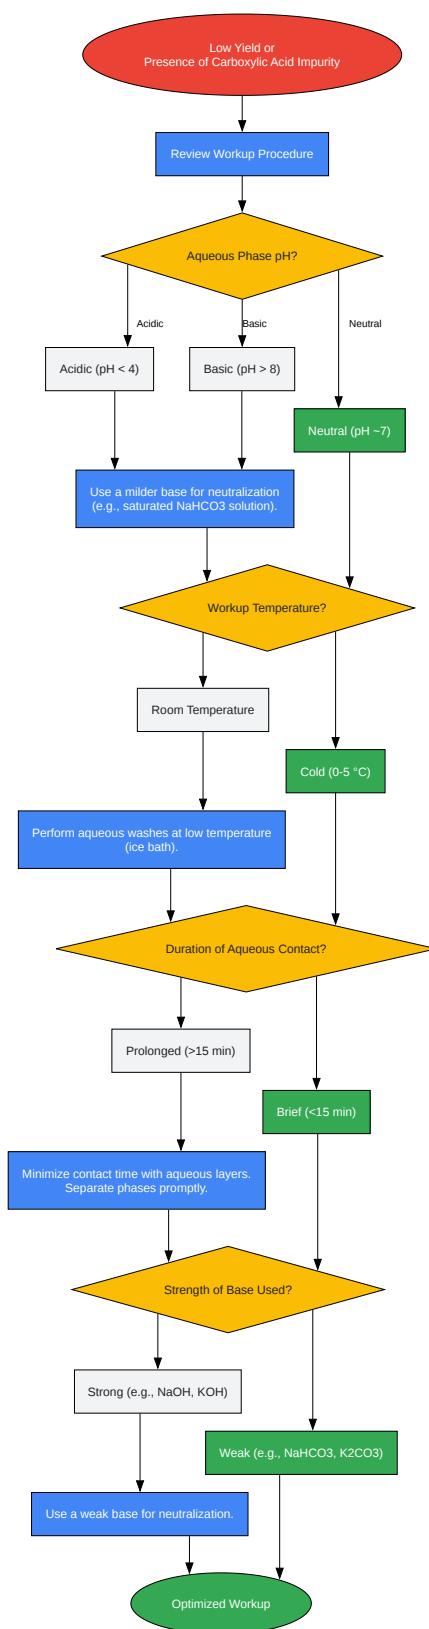 Low Yield or
Presence of Carboxylic Acid Impurity
Review Workup Procedure
Aqueous Phase pH?
Acidic
Basic
Neutral
Acidic (pH < 4)
Basic (pH > 8)
Neutral (pH ~7)
Use a milder base for neutralization
(e.g., saturated NaHCO3 solution).
Workup Temperature?
Room Temperature
Cold (0-5 °C)
Perform aqueous washes at low temperature
(ice bath).
Duration of Aqueous Contact?
Prolonged (>15 min)
Brief (<15 min)
Minimize contact time with aqueous layers.
Separate phases promptly.
Strength of Base Used?
Strong (e.g., NaOH, KOH)
Weak (e.g., NaHCO3, K2CO3)
Use a weak base for neutralization.
Optimized Workup